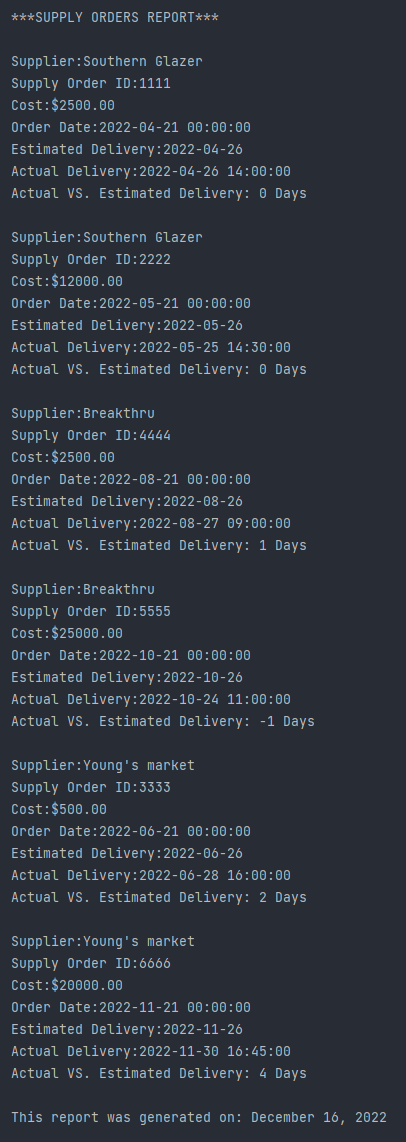 ***SUPPLY ORDERS REPORT***
Supplier:Southern Glazer
Supply Order ID:1111
Cost:$2500.00
Order Date:2022-04-21 00:00:00
Estimated Delivery:2022-04-26
Actual Delivery:2022-04-26 14:00:00
Actual VS. Estimated Delivery: 0 Days
Supplier:Southern Glazer
Supply Order ID:2222
Cost:$12000.00
Order Date:2022-05-21 00:00:00
Estimated Delivery:2022-05-26
Actual Delivery:2022-05-25 14:30:00
Actual VS. Estimated Delivery: 0 Days
Supplier:Breakthru
Supply Order ID:4444
Cost:$2500.00
Order Date:2022-08-21 00:00:00
Estimated Delivery:2022-08-26
Actual Delivery:2022-08-27 09:00:00
Actual VS. Estimated Delivery: 1 Days
Supplier:Breakthru
Supply Order ID:5555
Cost:$25000.00
Order Date:2022-10-21 00:00:00
Estimated Delivery:2022-10-26
Actual Delivery:2022-10-24 11:00:00
Actual VS. Estimated Delivery: -1 Days
Supplier:Young's market
Supply Order ID:3333
Cost:$500.00
Order Date:2022-06-21 00:00:00
Estimated Delivery:2022-06-26
Actual Delivery:2022-06-28 16:00:00
Actual VS. Estimated Delivery: 2 Days
Supplier:Young's market
Supply Order ID:6666
Cost:$20000.00
Order Date:2022-11-21 00:00:00
Estimated Delivery:2022-11-26
Actual Delivery:2022-11-30 16:45:00
Actual VS. Estimated Delivery: 4 Days
This report was generated on: December 16, 2022